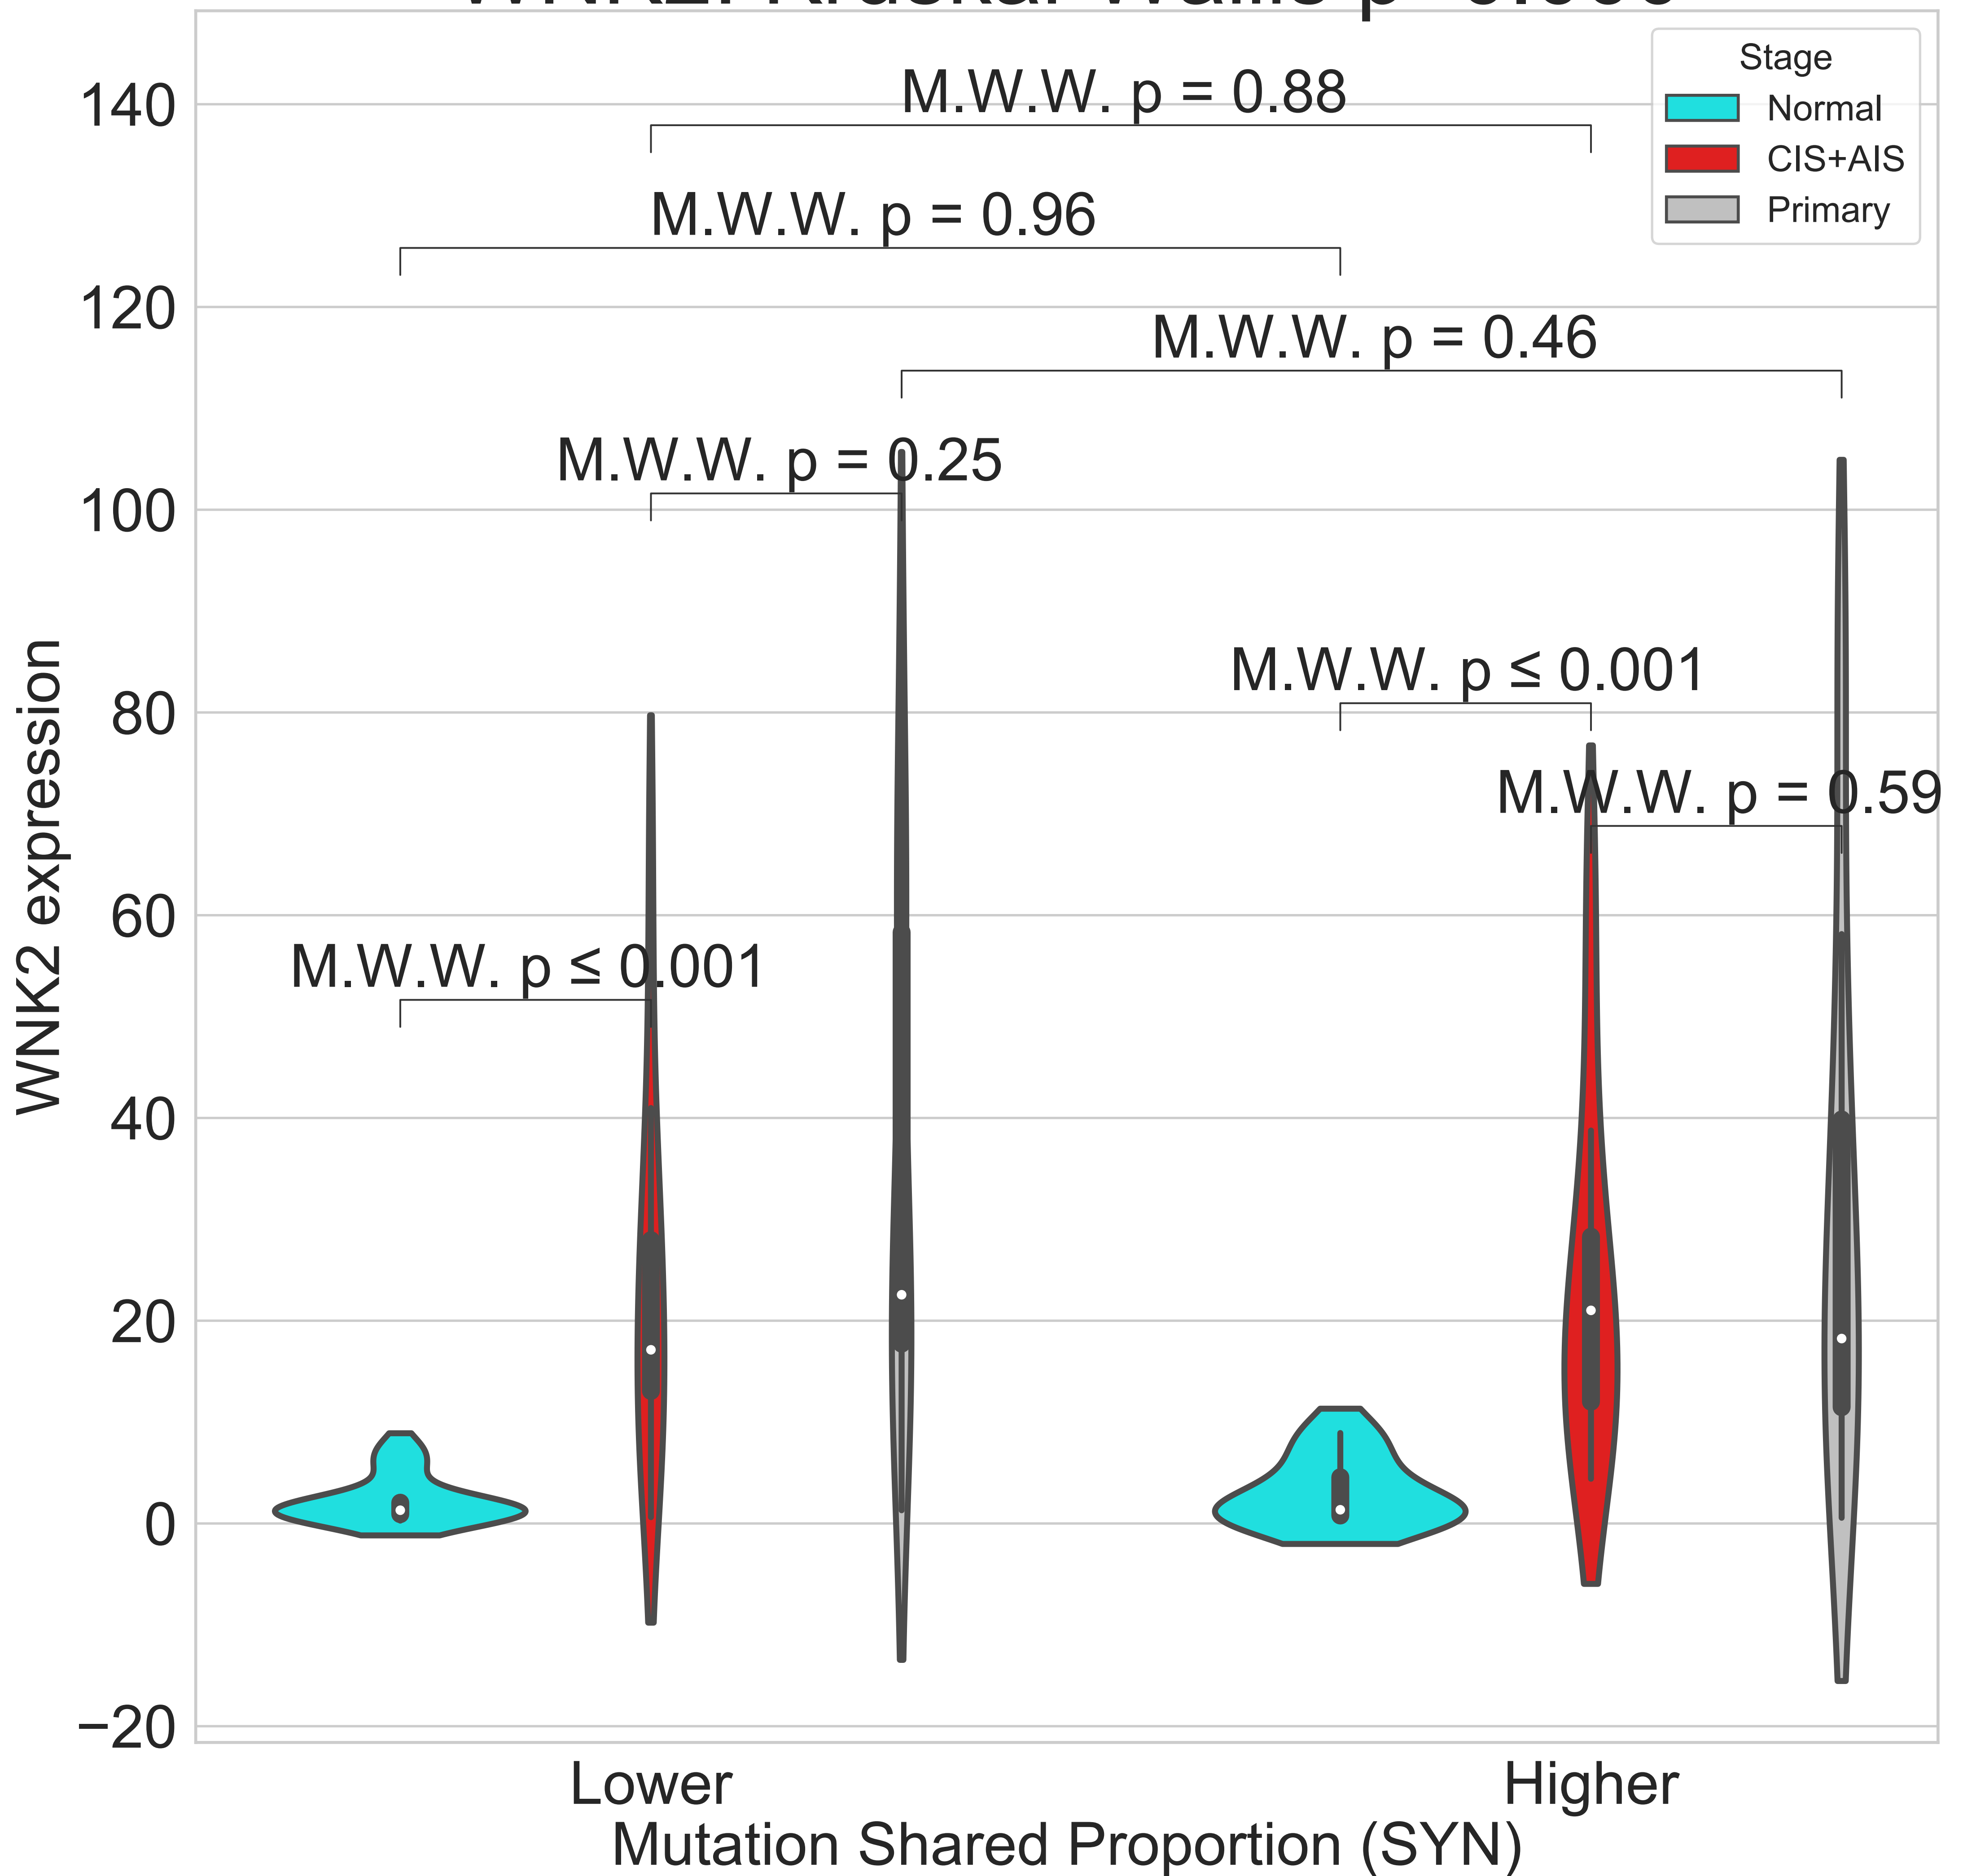 Stage
Normal
CIS+AIS
Primary
M.W.W. p = 0.88
M.W.W. p = 0.96
M.W.W. p = 0.46
M.W.W. p = 0.25
M.W.W. p ≤ 0.001
M.W.W. p = 0.59
M.W.W. p ≤ 0.001
140
120
100
80
60
40
20
0
−20
WNK2 expression
Lower
Higher
Mutation Shared Proportion (SYN)